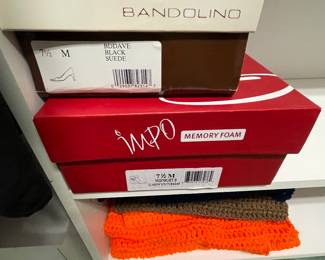 BANDOLINO
7½ M
BDDAVE
BLACK
SUEDE
IMPO
MEMORY FOAM
7½ M